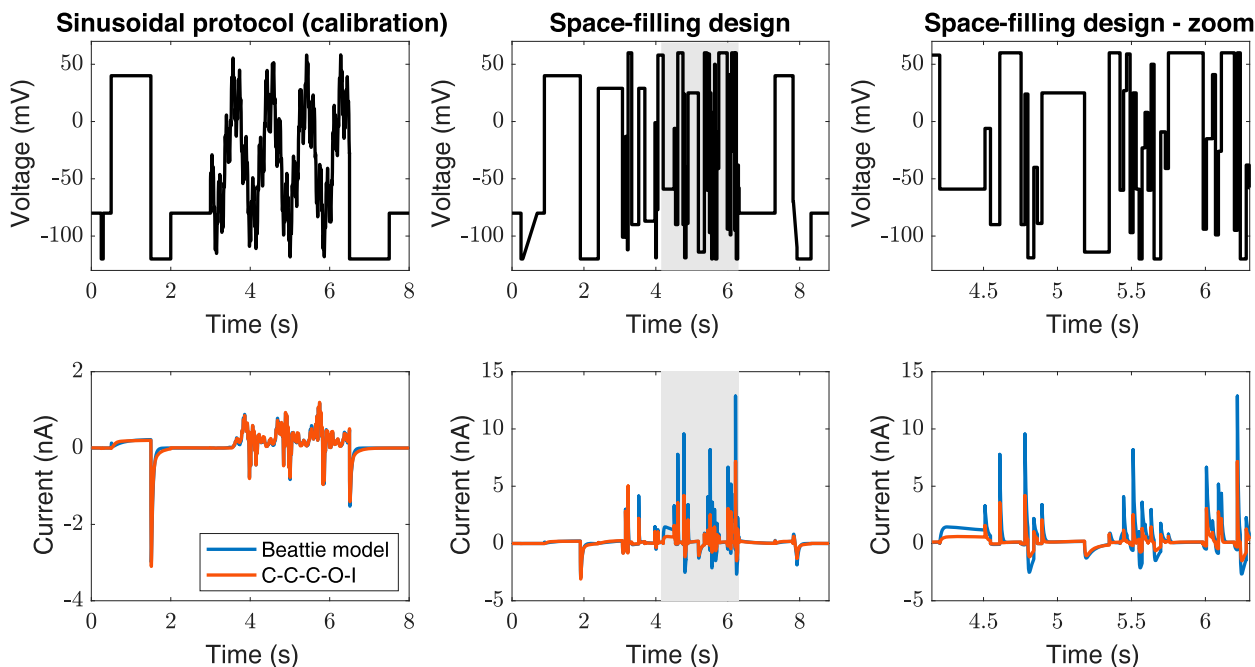 Sinusoidal protocol (calibration)
Space-filling design
Space-filling design - zoom
Voltage (mV)
50
0
-50
-100
0 2 4 6 8
Time (s)
Voltage (mV)
50
0
-50
-100
0 2 4 6 8
Time (s)
Voltage (mV)
50
0
-50
-100
4.5 5 5.5 6
Time (s)
Current (nA)
2
0
-2
-4
0 2 4 6 8
Time (s)
Beattie model
C-C-C-O-I
Current (nA)
15
10
5
0
-5
0 2 4 6 8
Time (s)
Current (nA)
15
10
5
0
-5
4.5 5 5.5 6
Time (s)